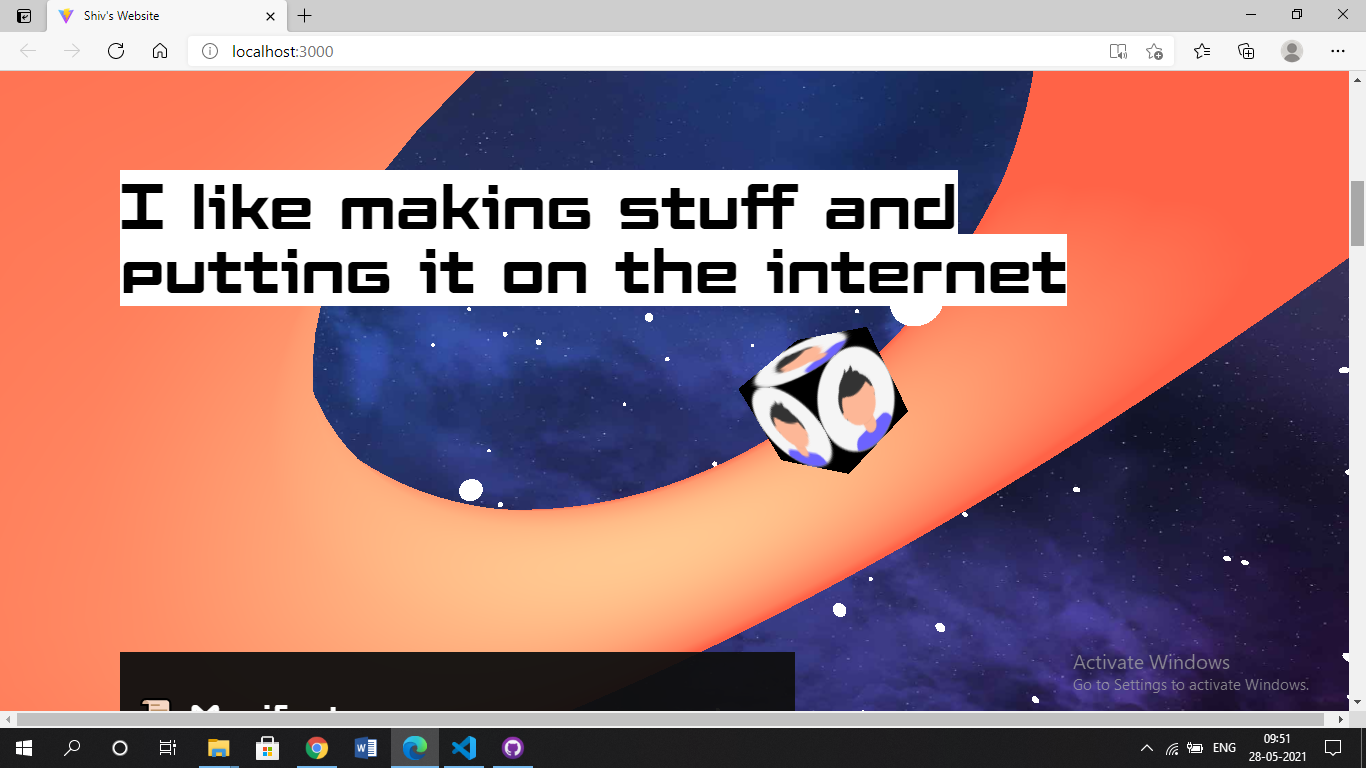 Shiv's Website
localhost:3000
I like making stuff and
putting it on the internet
Activate Windows
Go to Settings to activate Windows.
ENG
09:51
28-05-2021